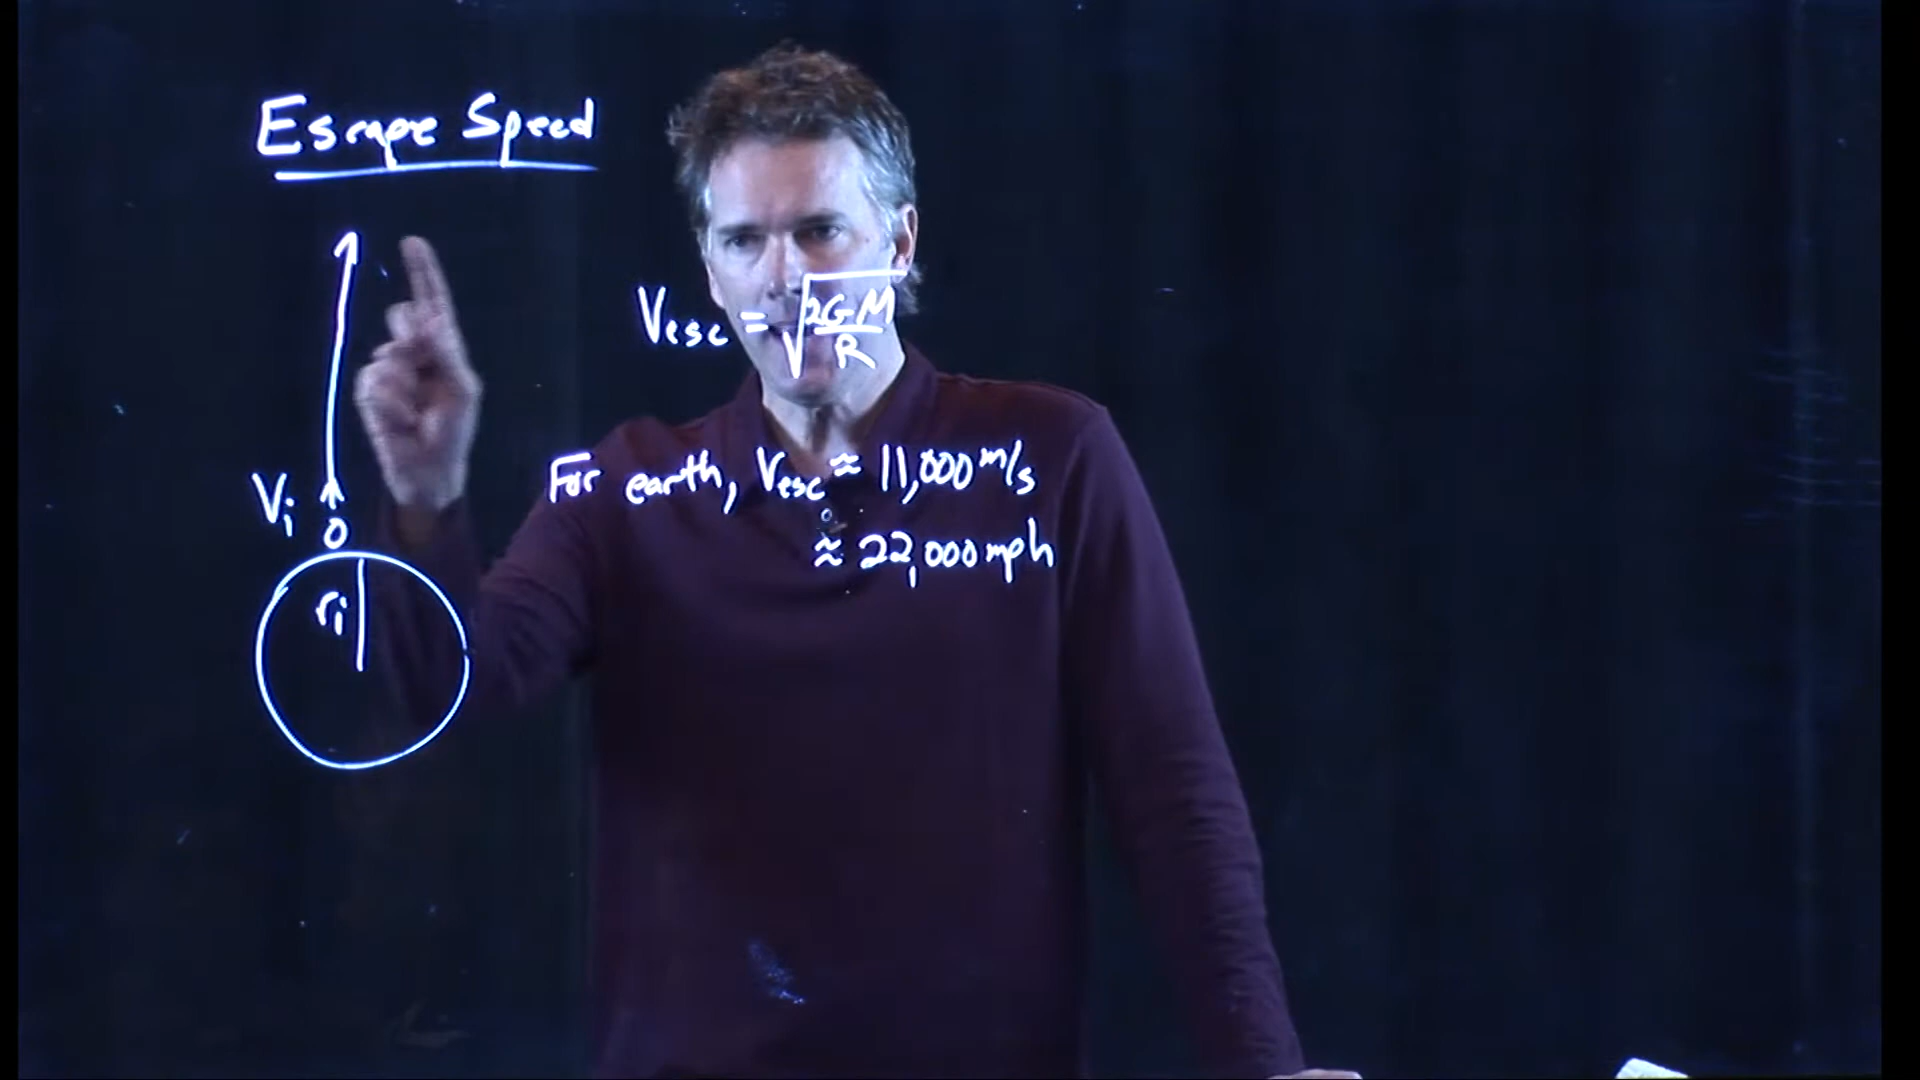 Escape Speed
Vesc = √2GM/R
For earth, Vesc ≈ 11,000 m/s
≈ 22,000 mph
Vi
ri